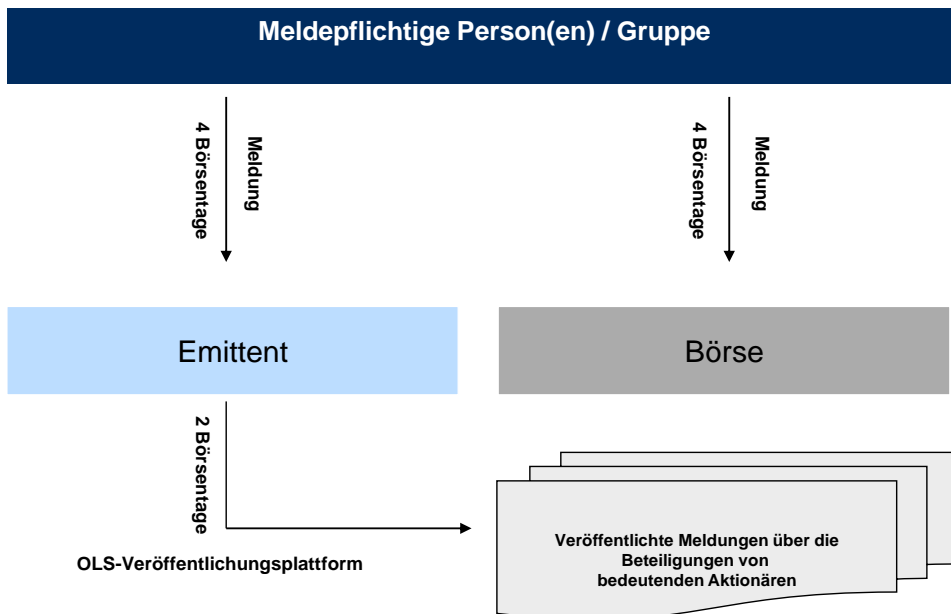 Meldepflichtige Person(en) / Gruppe
4 Börsentage
Meldung
4 Börsentage
Meldung
Emittent
Börse
2 Börsentage
OLS-Veröffentlichungsplattform
Veröffentlichte Meldungen über die
Beteiligungen von
bedeutenden Aktionären